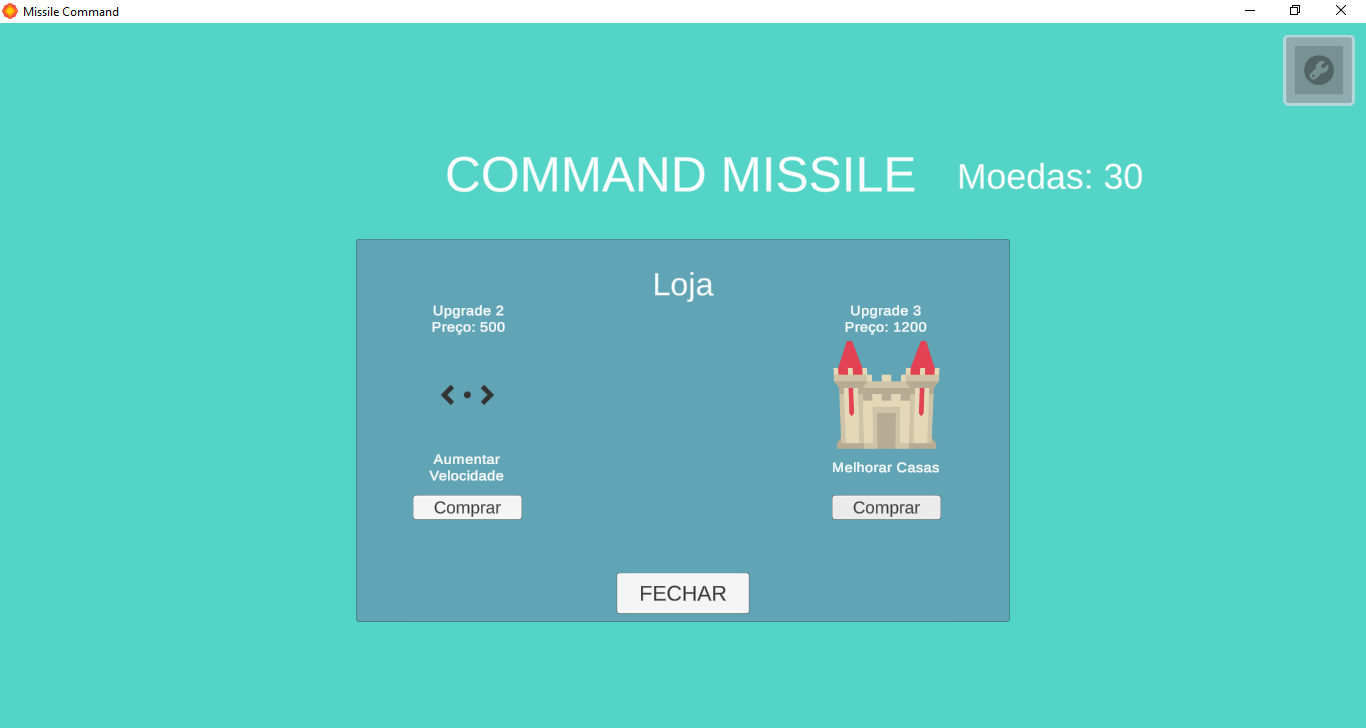 Missile Command
COMMAND MISSILE
Moedas: 30
Loja
Upgrade 2
Preço: 500
Aumentar
Velocidade
Comprar
Upgrade 3
Preço: 1200
Melhorar Casas
Comprar
FECHAR